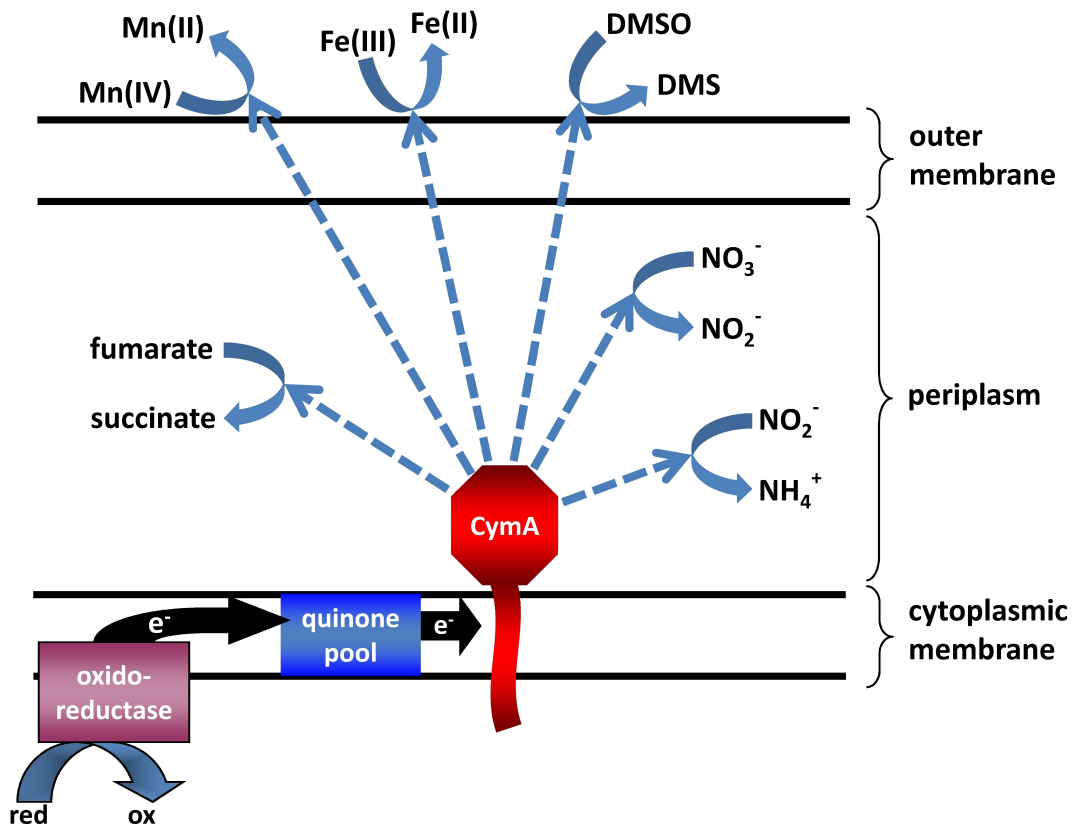 Mn(II)
Mn(IV)
Fe(III)
Fe(II)
DMSO
DMS
outer
membrane
NO₃⁻
NO₂⁻
fumarate
succinate
periplasm
NO₂⁻
NH₄⁺
CymA
cytoplasmic
membrane
e⁻
quinone
pool
e⁻
oxido-
reductase
red
ox